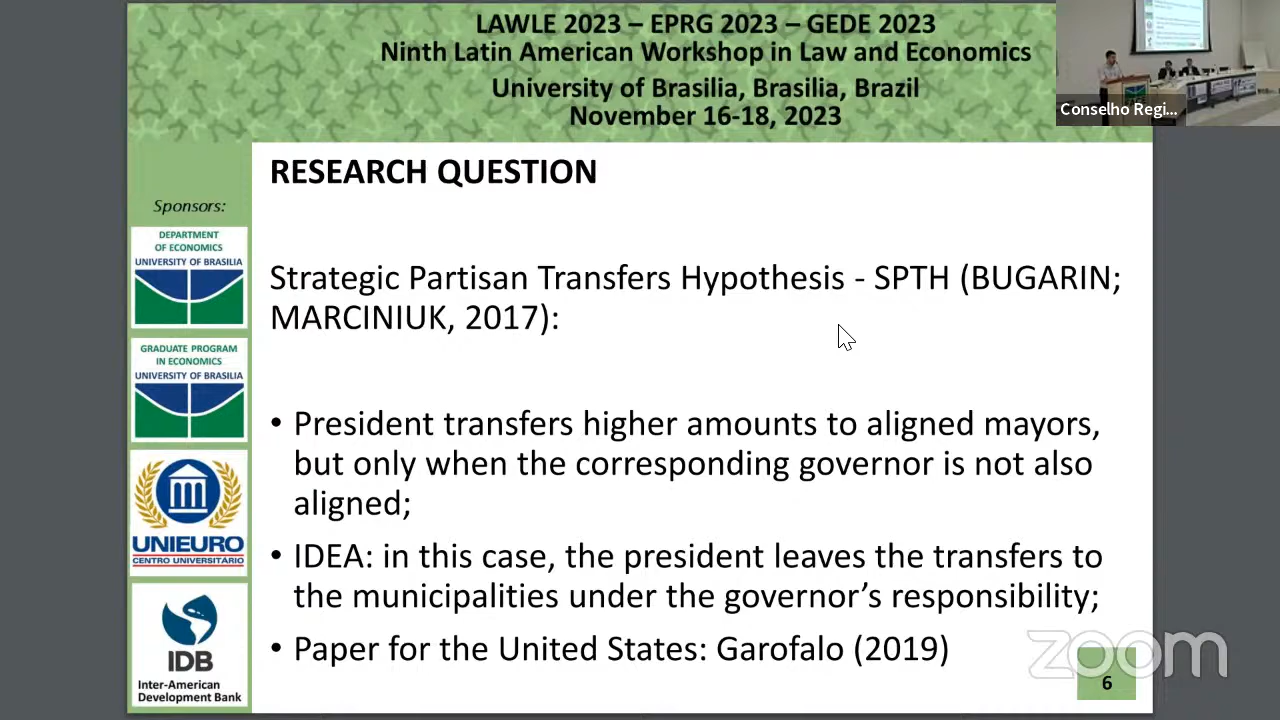 LAWLE 2023 – EPRG 2023 – GEDE 2023
Ninth Latin American Workshop in Law and Economics
University of Brasilia, Brasilia, Brazil
November 16-18, 2023
Conselho Regi...
RESEARCH QUESTION
Sponsors:
DEPARTMENT
OF ECONOMICS
UNIVERSITY OF BRASILIA
GRADUATE PROGRAM
IN ECONOMICS
UNIVERSITY OF BRASILIA
UNIEURO
CENTRO UNIVERSITÁRIO
IDB
Inter-American
Development Bank
Strategic Partisan Transfers Hypothesis - SPTH (BUGARIN;
MARCINIUK, 2017):
• President transfers higher amounts to aligned mayors,
but only when the corresponding governor is not also
aligned;
• IDEA: in this case, the president leaves the transfers to
the municipalities under the governor’s responsibility;
• Paper for the United States: Garofalo (2019)
zoom
6